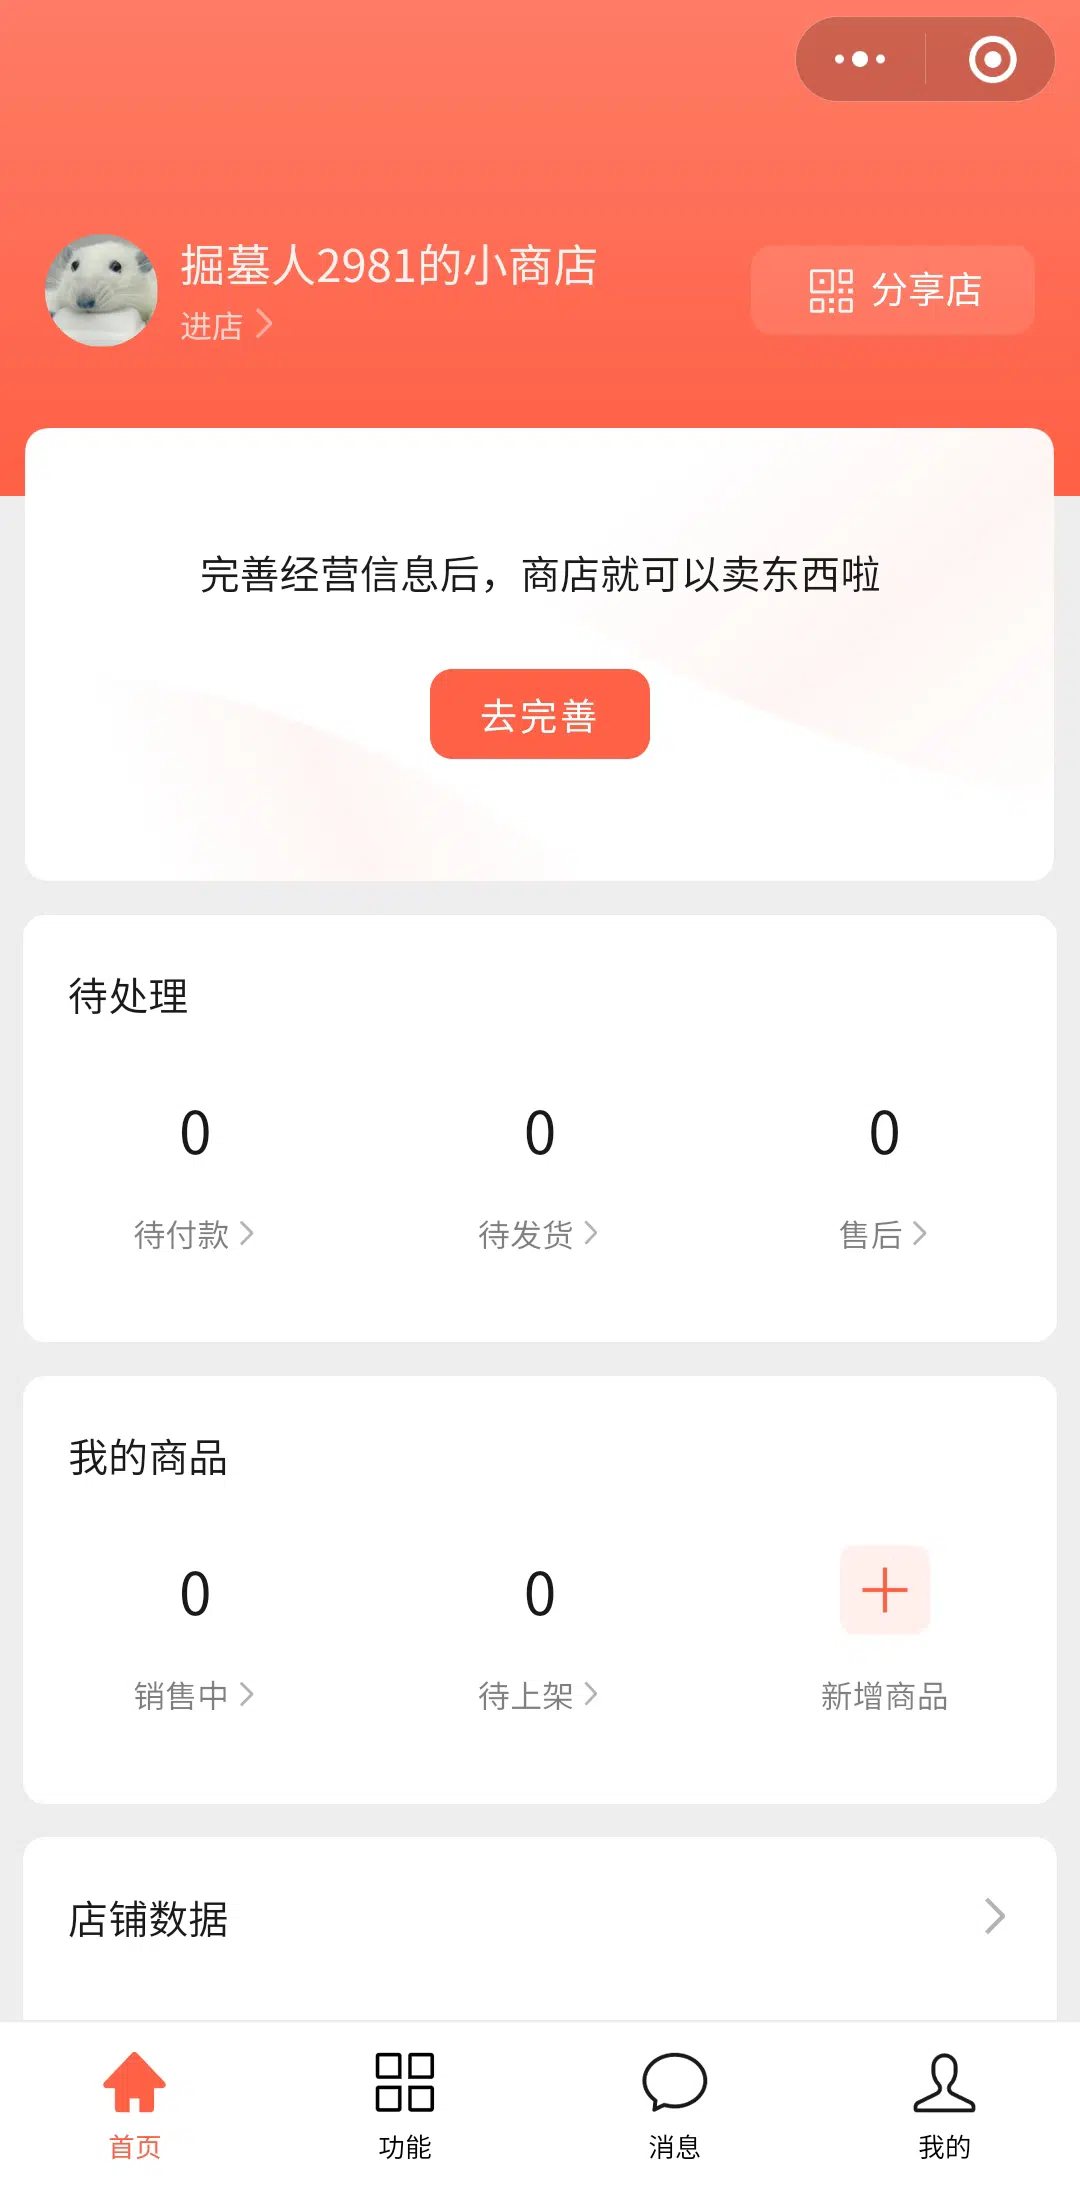 掘墓人2981的小商店
进店
分享店
完善经营信息后，商店就可以卖东西啦
去完善
待处理
0 0 0
待付款 待发货 售后
我的商品
0 0
销售中 待上架 新增商品
店铺数据
首页 功能 消息 我的